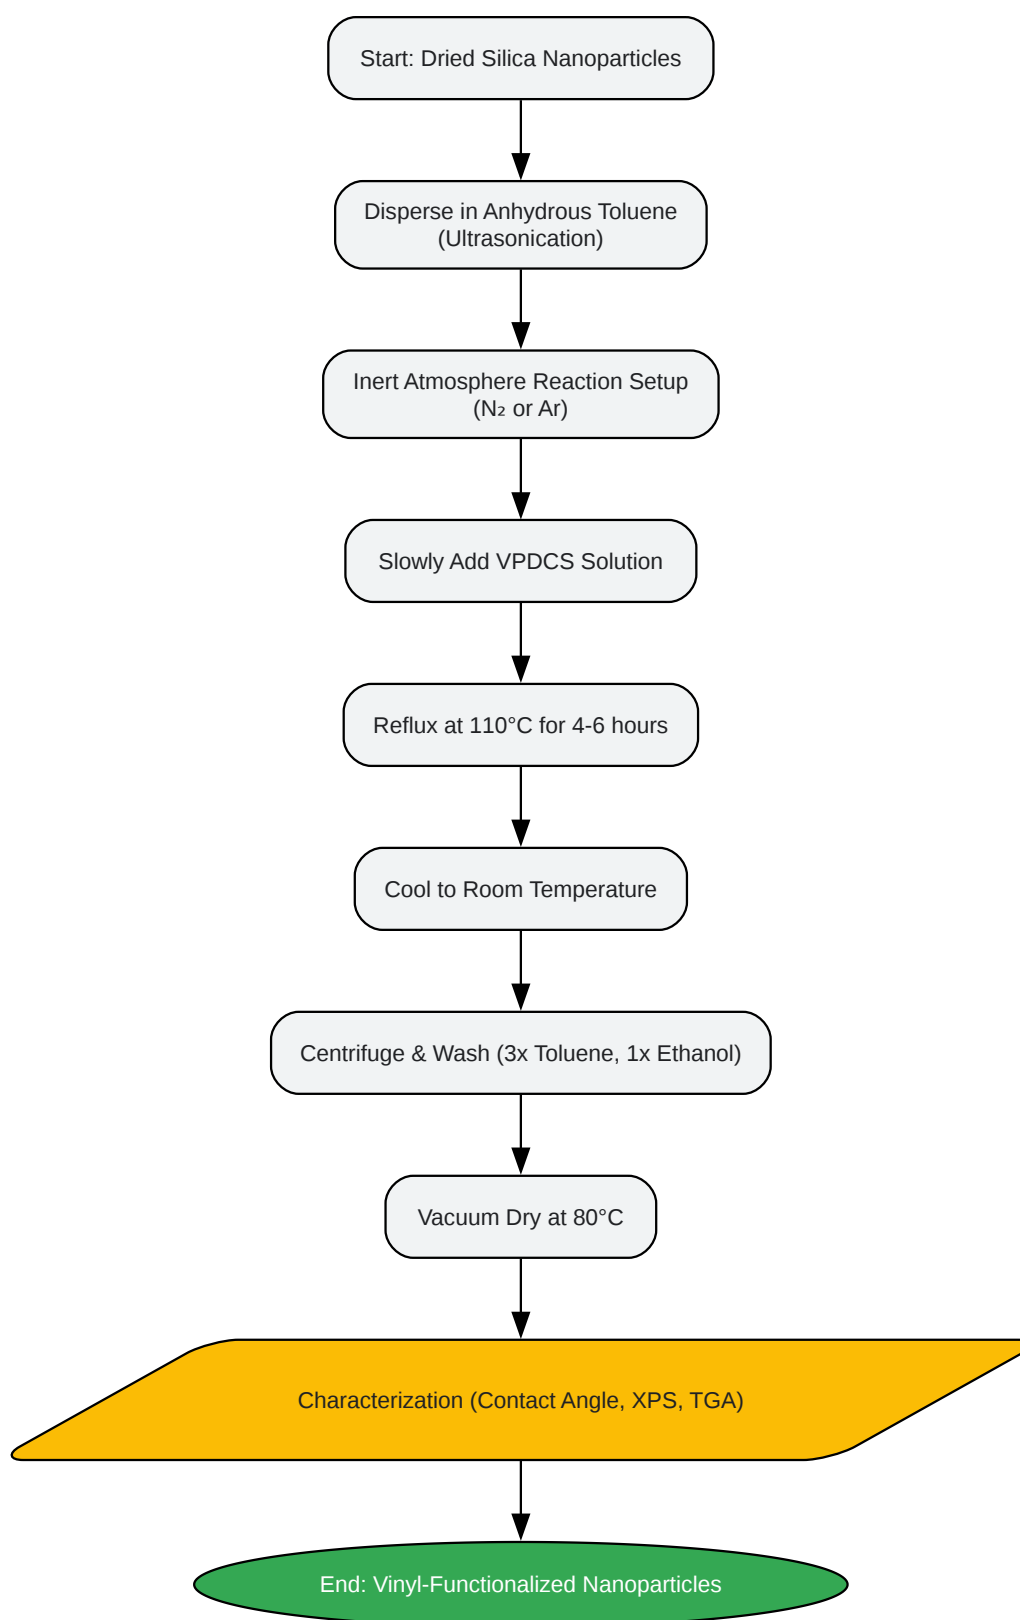 Start: Dried Silica Nanoparticles
Disperse in Anhydrous Toluene
(Ultrasonication)
Inert Atmosphere Reaction Setup
(N₂ or Ar)
Slowly Add VPDCS Solution
Reflux at 110°C for 4-6 hours
Cool to Room Temperature
Centrifuge & Wash (3x Toluene, 1x Ethanol)
Vacuum Dry at 80°C
Characterization (Contact Angle, XPS, TGA)
End: Vinyl-Functionalized Nanoparticles